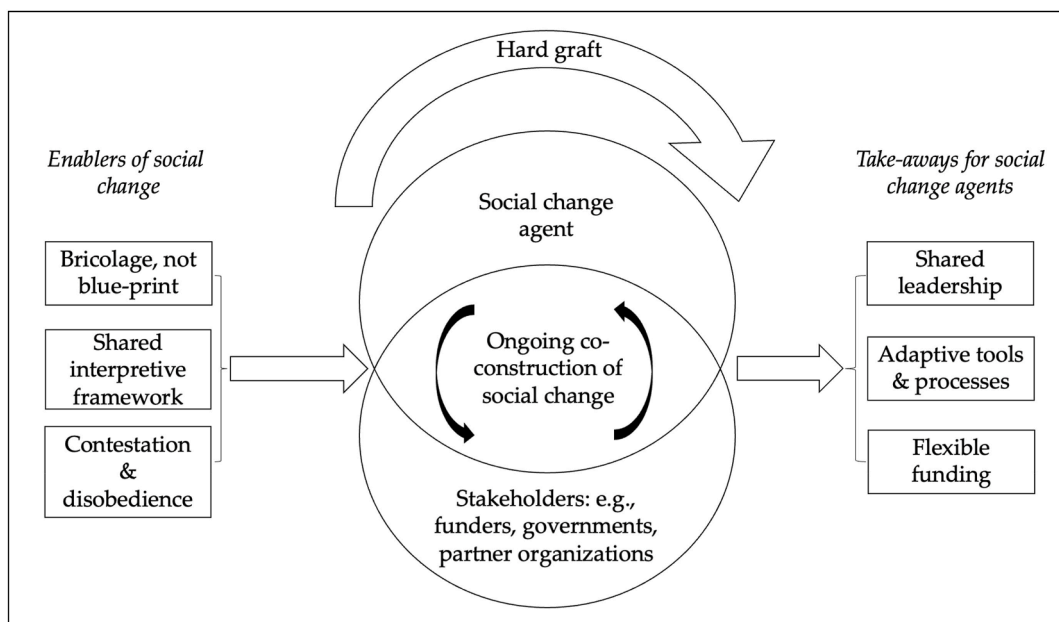 Hard graft
Enablers of social
change
Bricolage, not
blue-print
Shared
interpretive
framework
Contestation
&
disobedience
Social change
agent
Ongoing co-
construction of
social change
Stakeholders: e.g.,
funders, governments,
partner organizations
Take-aways for social
change agents
Shared
leadership
Adaptive tools
& processes
Flexible
funding